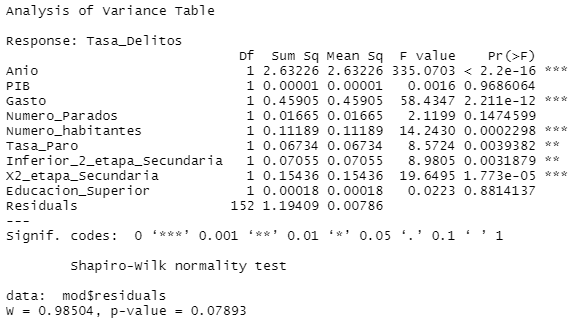 Analysis of Variance Table
Response: Tasa_Delitos
Df Sum Sq Mean Sq F value Pr(>F)
Anio 1 2.63226 2.63226 335.0703 < 2.2e-16 ***
PIB 1 0.00001 0.00001 0.0016 0.9686064
Gasto 1 0.45905 0.45905 58.4347 2.211e-12 ***
Numero_Parados 1 0.01665 0.01665 2.1199 0.1474599
Numero_habitantes 1 0.11189 0.11189 14.2430 0.0002298 ***
Tasa_Paro 1 0.06734 0.06734 8.5724 0.0039382 **
Inferior_2_etapa_Secundaria 1 0.07055 0.07055 8.9805 0.0031879 **
X2_etapa_Secundaria 1 0.15436 0.15436 19.6495 1.773e-05 ***
Educacion_Superior 1 0.00018 0.00018 0.0223 0.8814137
Residuals 152 1.19409 0.00786
---
Signif. codes: 0 ‘***’ 0.001 ‘**’ 0.01 ‘*’ 0.05 ‘.’ 0.1 ‘ ’ 1
Shapiro-Wilk normality test
data: mod$residuals
W = 0.98504, p-value = 0.07893